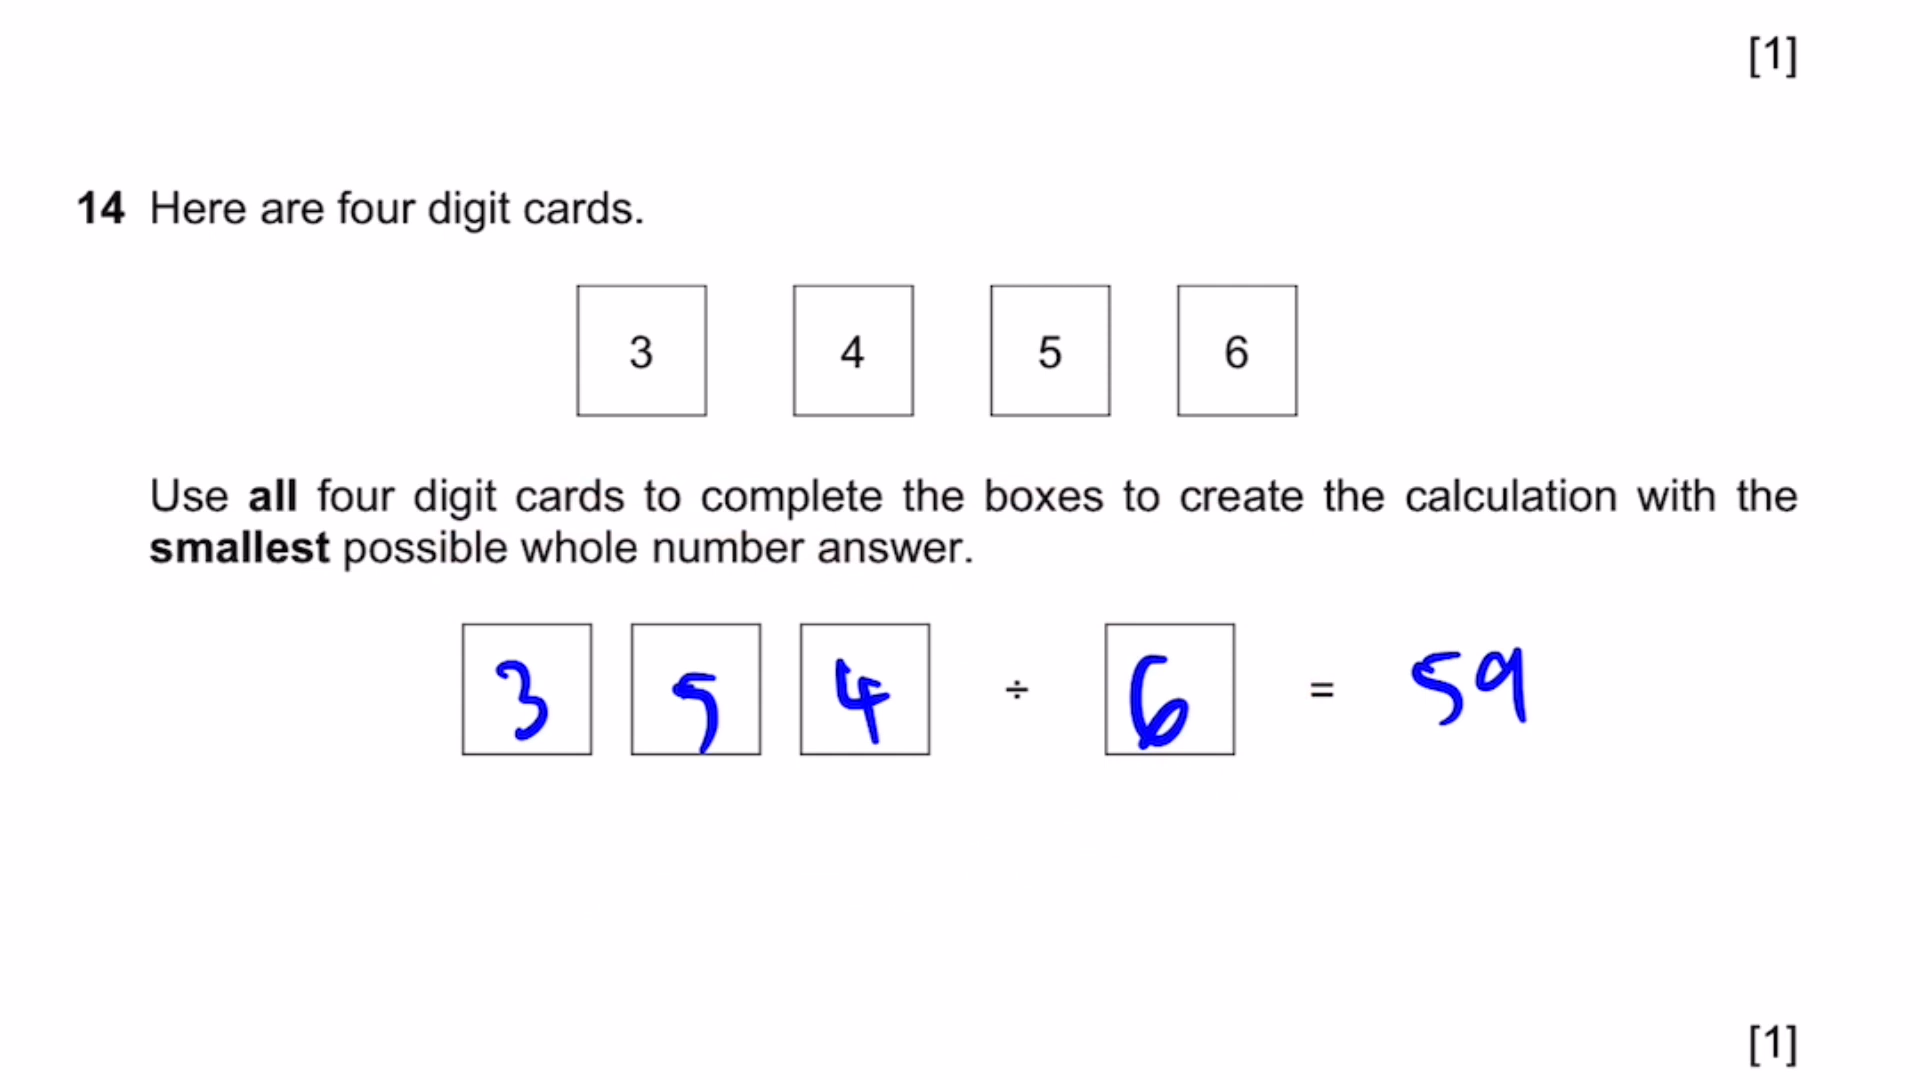 [1]
14 Here are four digit cards.
3 4 5 6
Use all four digit cards to complete the boxes to create the calculation with the
smallest possible whole number answer.
3 5 4 ÷ 6 = 59
[1]